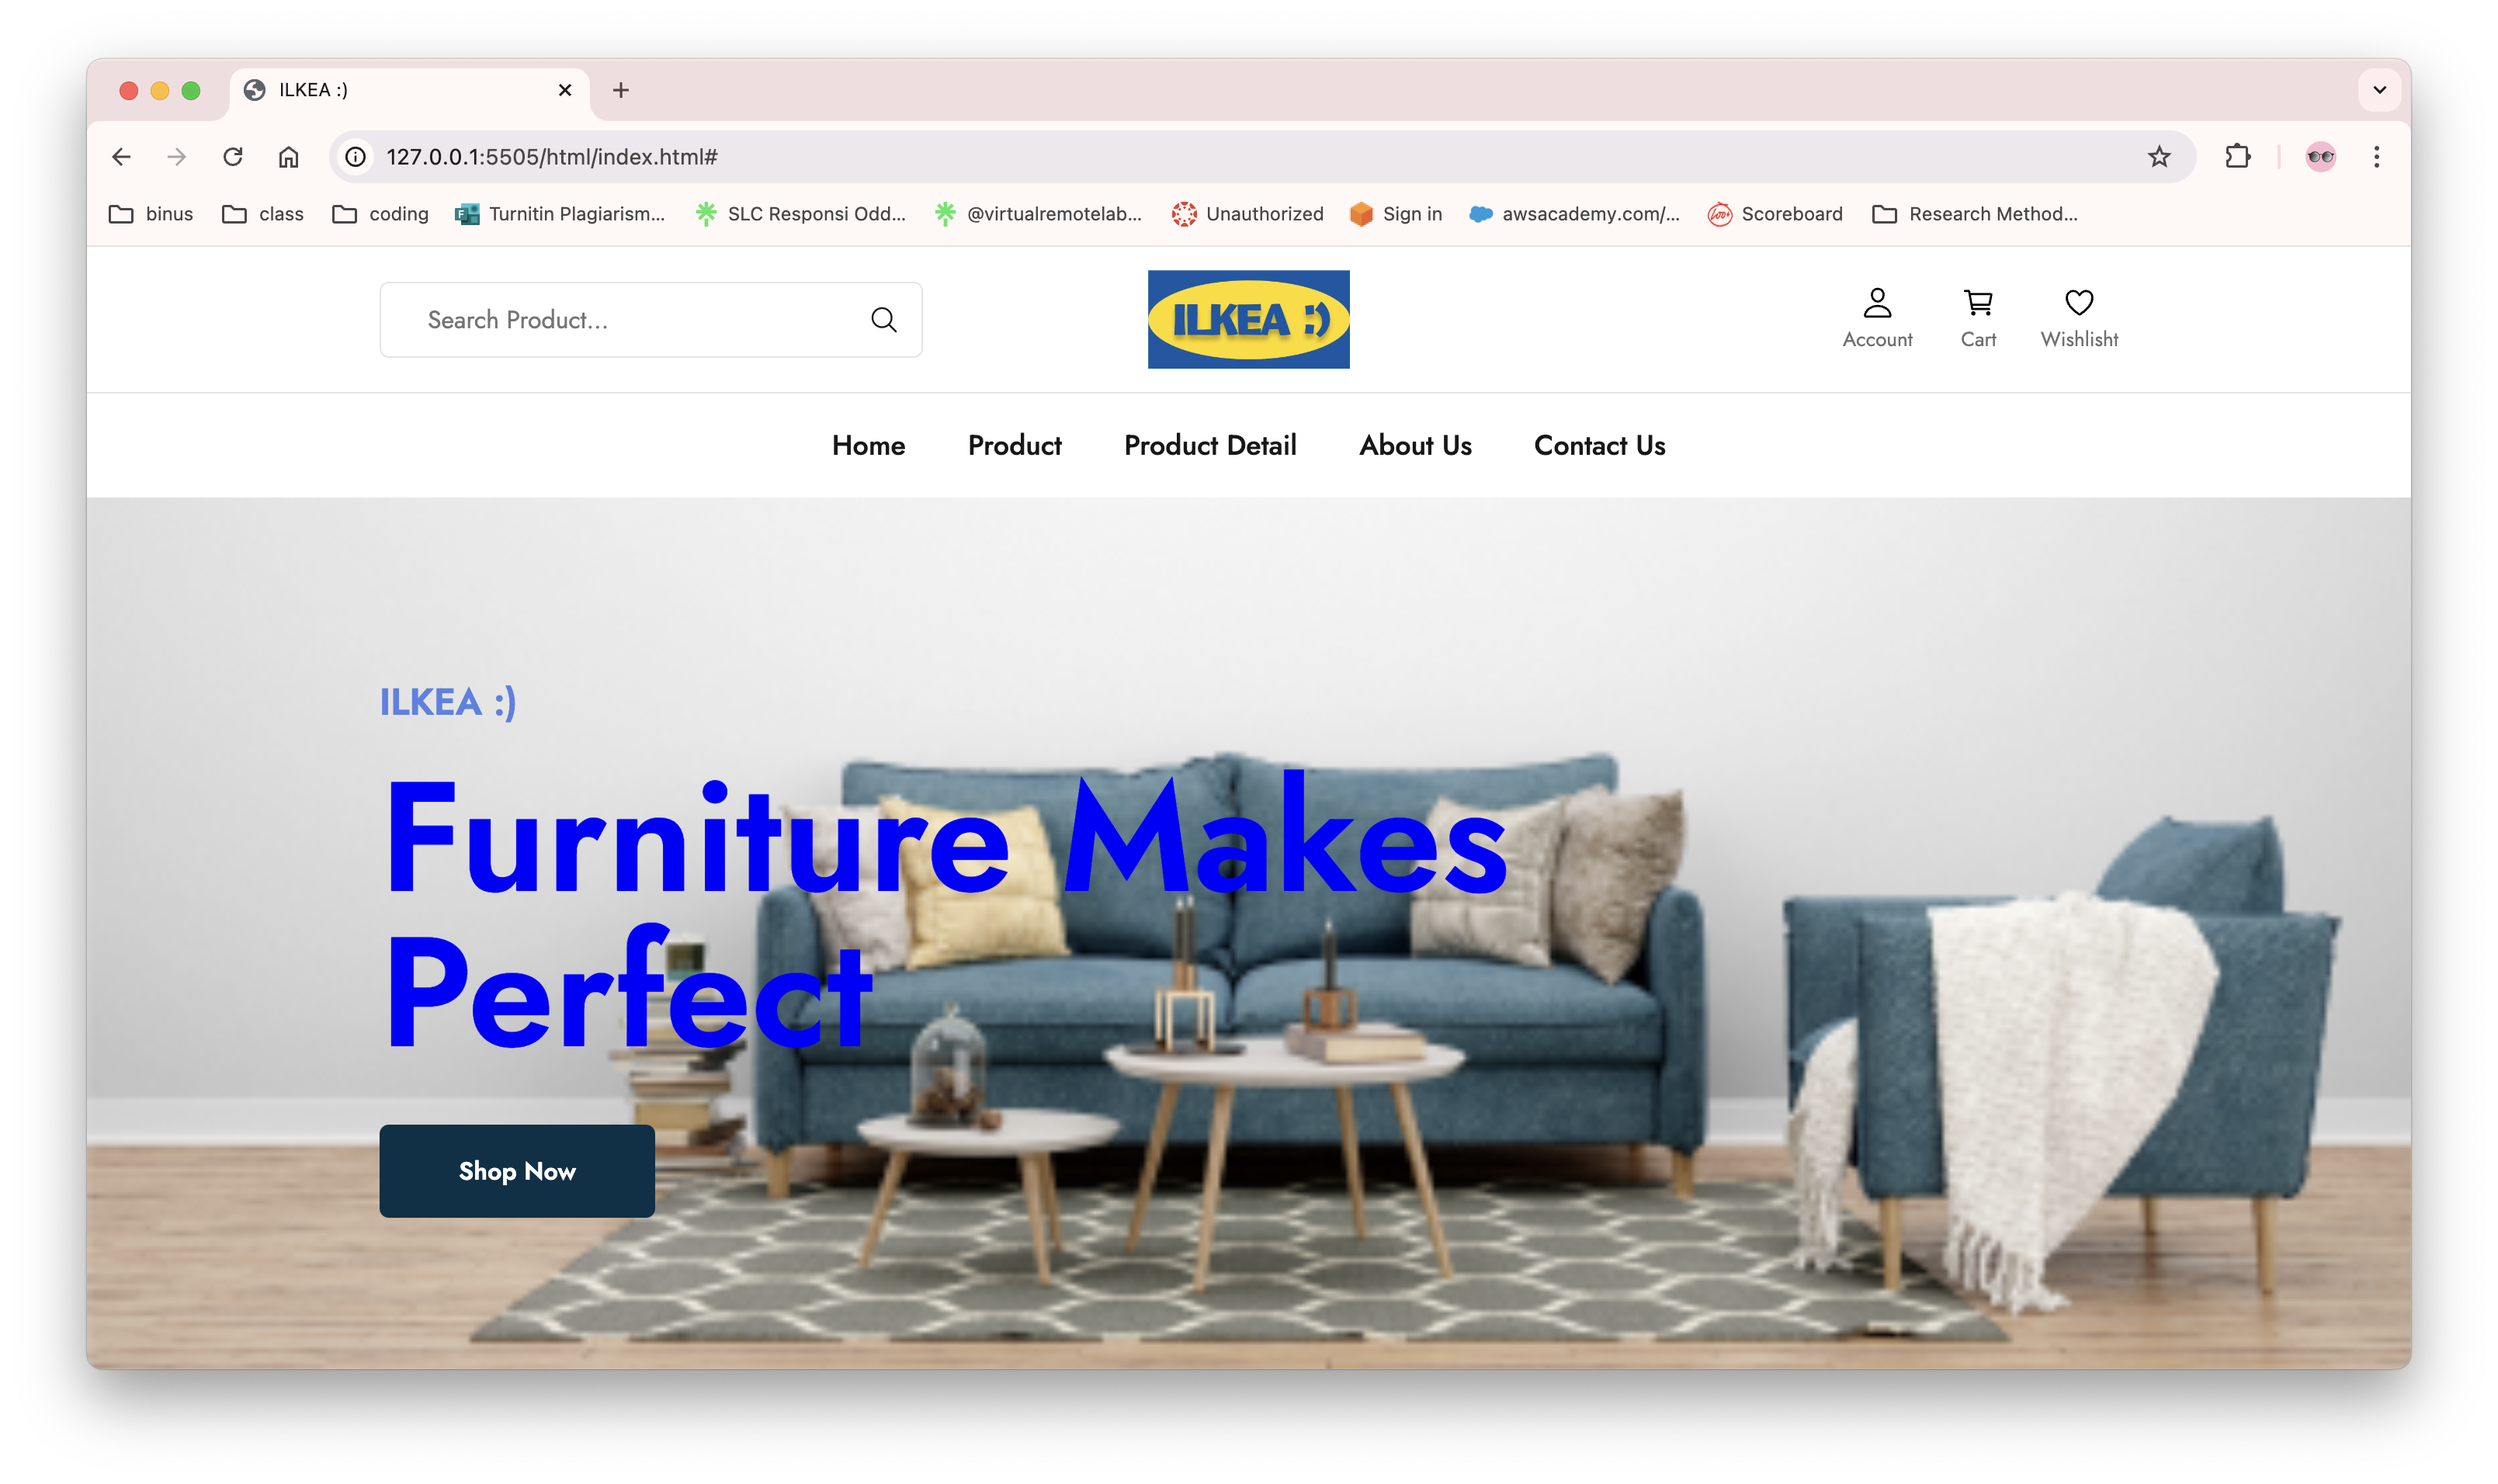 ILKEA :)
127.0.0.1:5505/html/index.html#
binus class coding Turnitin Plagiarism... SLC Responsi Odd... @virtualremotelab... Unauthorized Sign in awsacademy.com/... Scoreboard Research Method...
Search Product...
ILKEA :)
Account Cart Wishlisht
Home Product Product Detail About Us Contact Us
ILKEA :)
Furniture Makes
Perfect
Shop Now